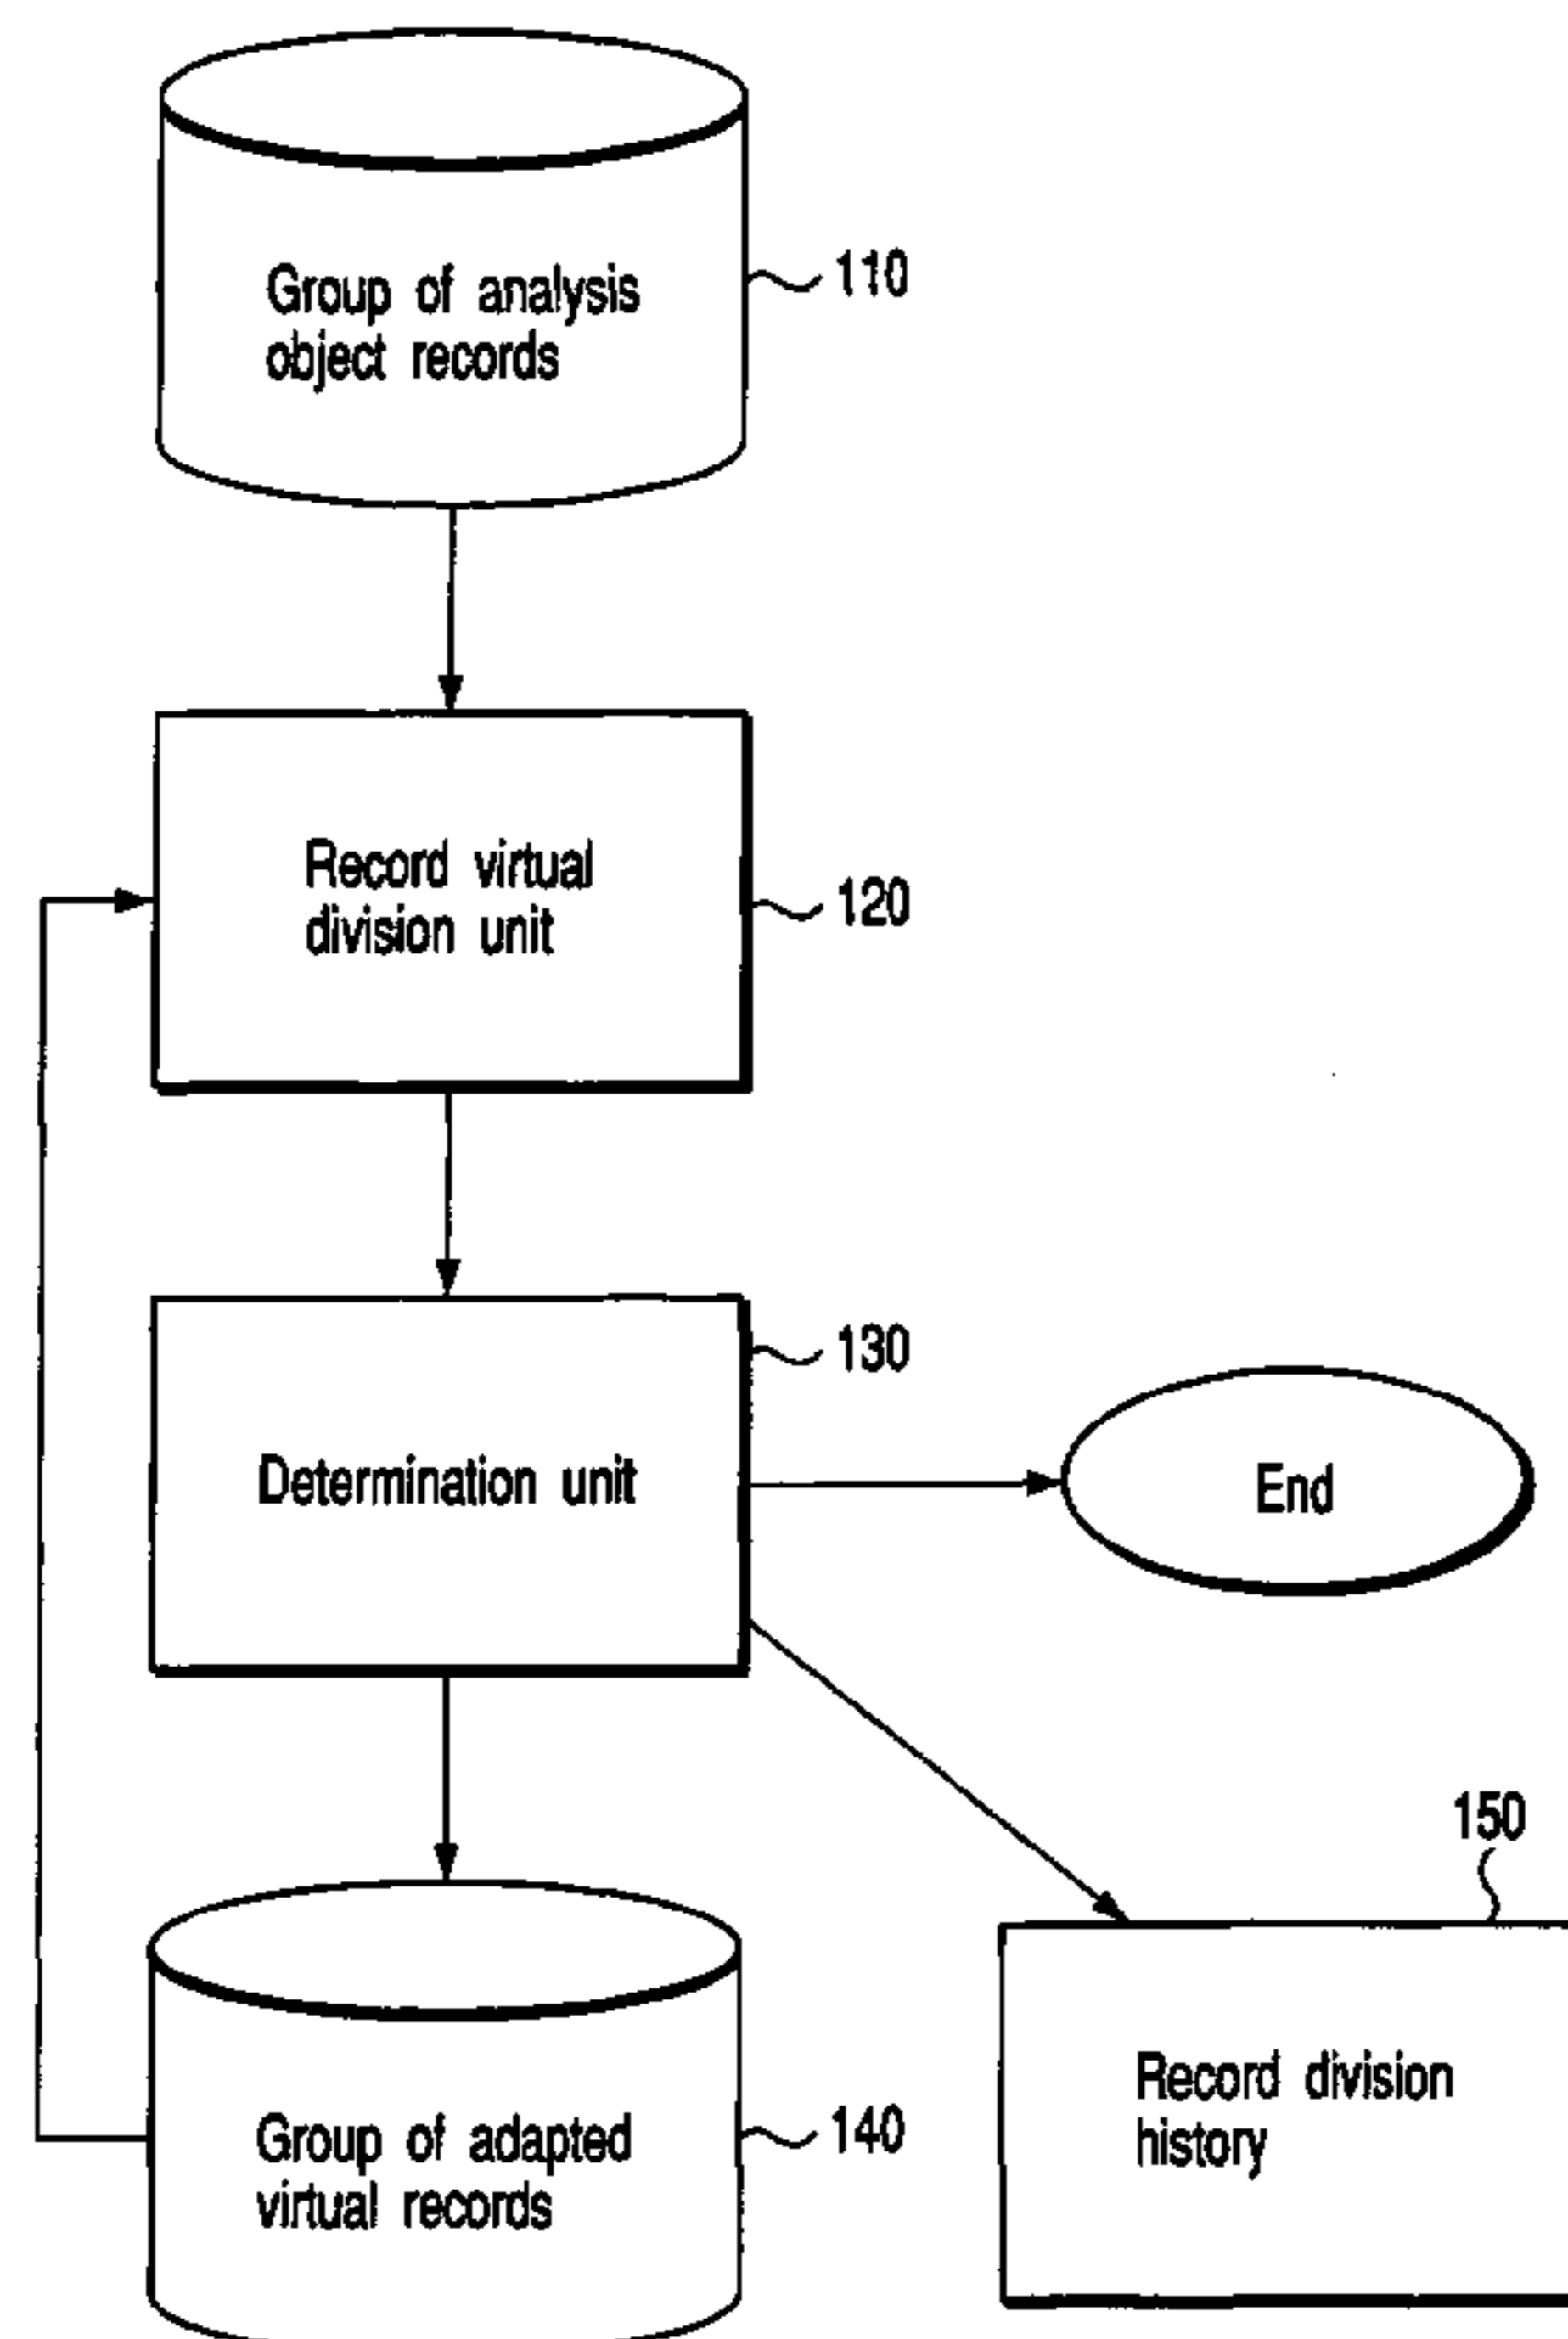 Group of analysis
object records
110
Record virtual
division unit
120
130
Determination unit
End
150
Record division
history
Group of adapted
virtual records
140